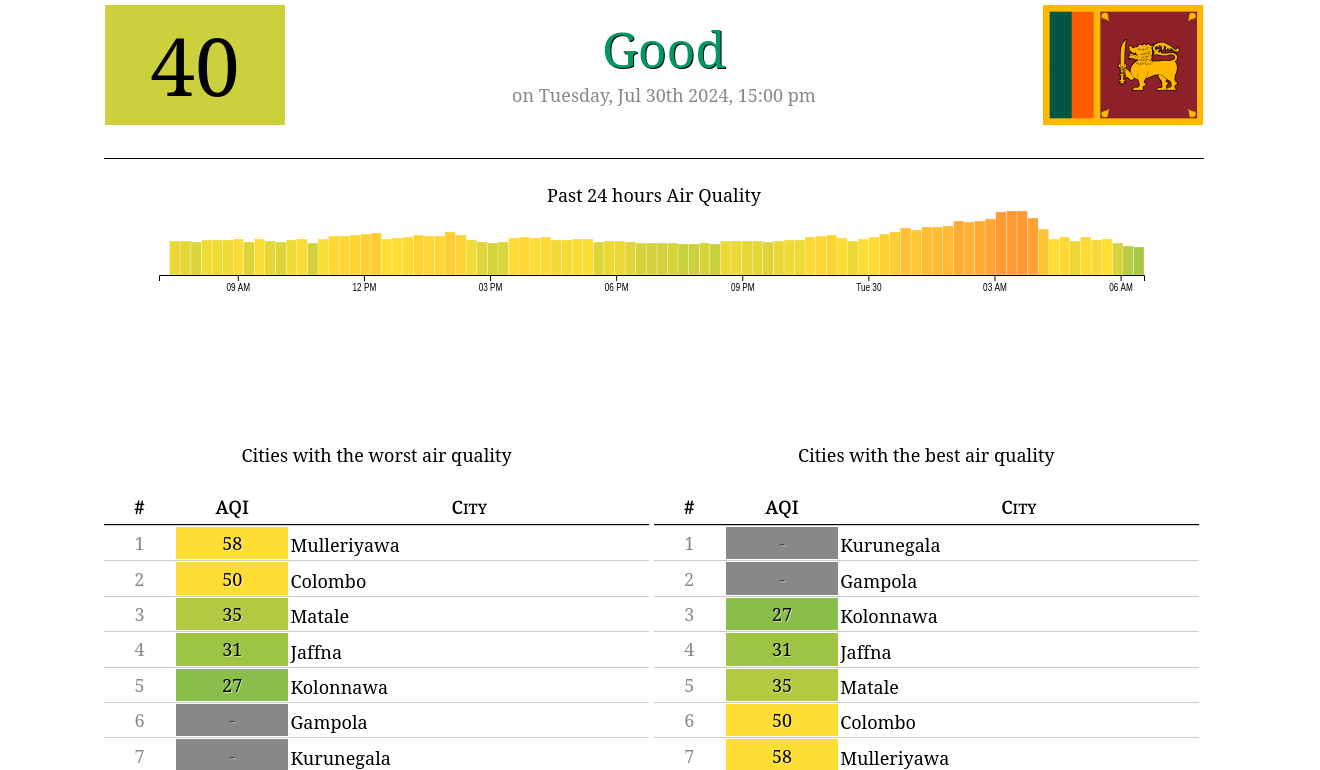 40
Good
on Tuesday, Jul 30th 2024, 15:00 pm
Past 24 hours Air Quality
09 AM 12 PM 03 PM 06 PM 09 PM Tue 30 03 AM 06 AM
Cities with the worst air quality
# AQI City
1 58 Mulleriyawa
2 50 Colombo
3 35 Matale
4 31 Jaffna
5 27 Kolonnawa
6 - Gampola
7 - Kurunegala
Cities with the best air quality
# AQI City
1 - Kurunegala
2 - Gampola
3 27 Kolonnawa
4 31 Jaffna
5 35 Matale
6 50 Colombo
7 58 Mulleriyawa